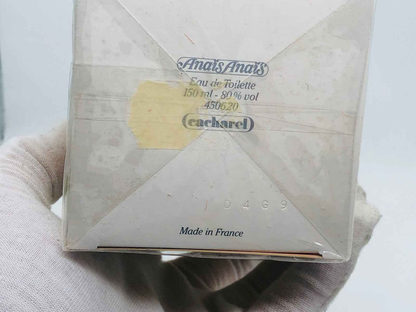 Anaïs Anaïs
Eau de Toilette
150 ml - 80% vol
450620
cacharel
Made in France